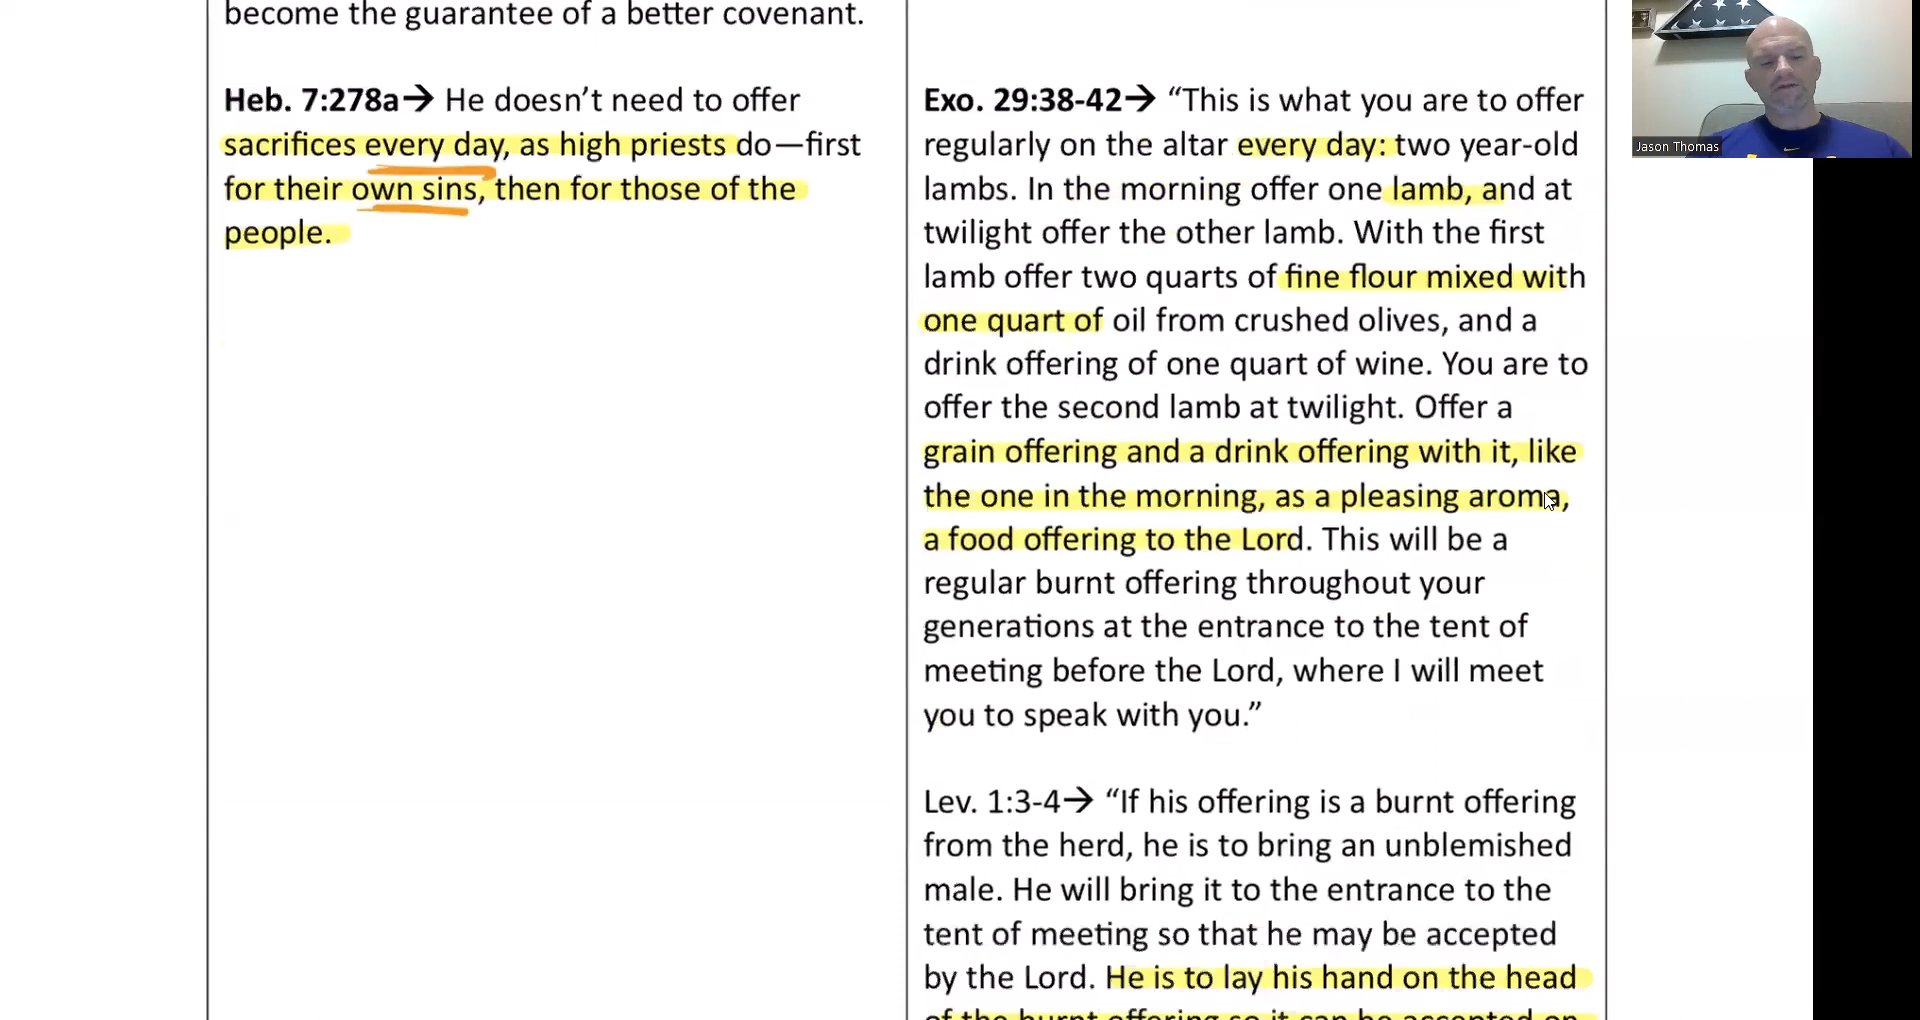 become the guarantee of a better covenant.
Heb. 7:278a→ He doesn’t need to offer
sacrifices every day, as high priests do—first
for their own sins, then for those of the
people.
Exo. 29:38-42→ “This is what you are to offer
regularly on the altar every day: two year-old
lambs. In the morning offer one lamb, and at
twilight offer the other lamb. With the first
lamb offer two quarts of fine flour mixed with
one quart of oil from crushed olives, and a
drink offering of one quart of wine. You are to
offer the second lamb at twilight. Offer a
grain offering and a drink offering with it, like
the one in the morning, as a pleasing aroma,
a food offering to the Lord. This will be a
regular burnt offering throughout your
generations at the entrance to the tent of
meeting before the Lord, where I will meet
you to speak with you.”
Lev. 1:3-4→ “If his offering is a burnt offering
from the herd, he is to bring an unblemished
male. He will bring it to the entrance to the
tent of meeting so that he may be accepted
by the Lord. He is to lay his hand on the head
of the burnt offering so it can be accepted on
Jason Thomas